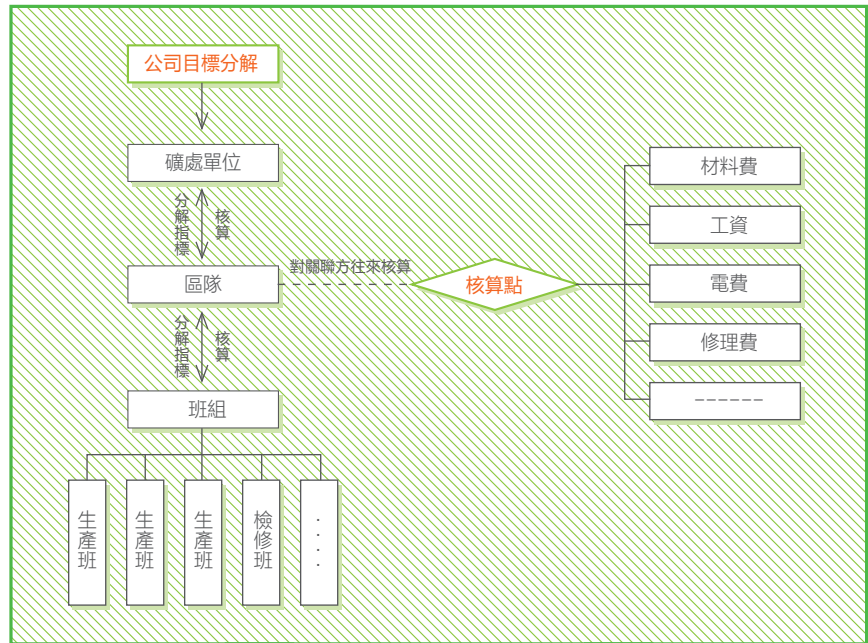 公司目標分解
礦處單位
分解指標
核算
區隊
對關聯方往來核算
核算點
材料費
工資
電費
修理費
––––––
分解指標
核算
班組
生產班
生產班
生產班
檢修班
....